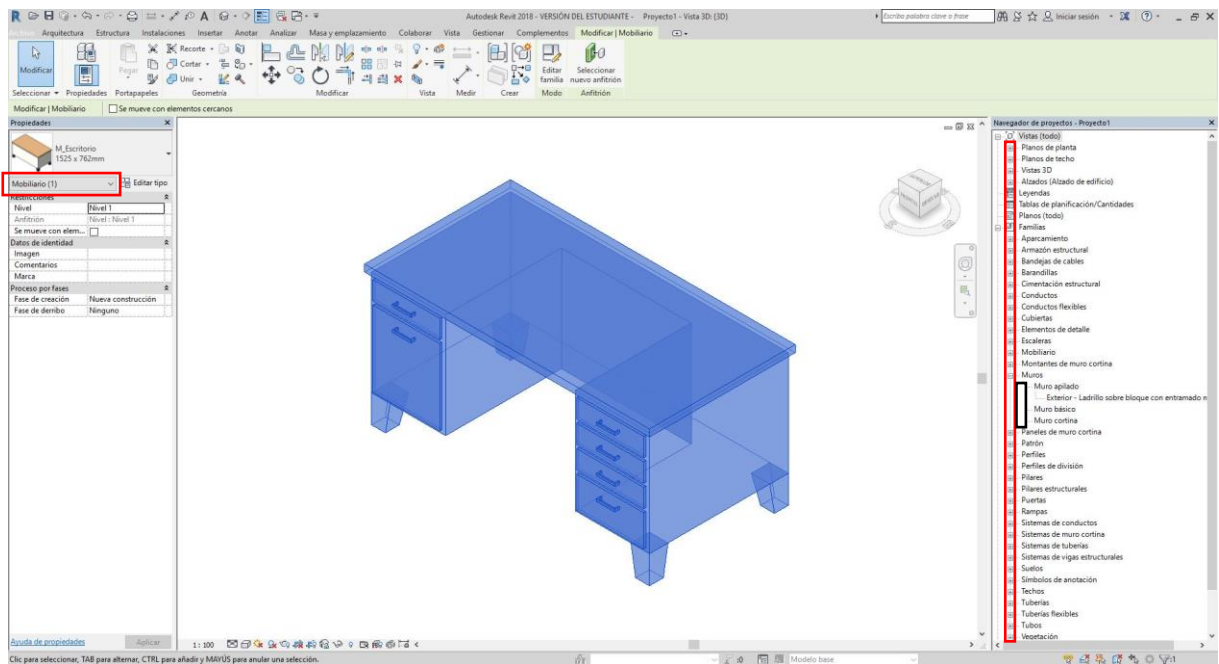 Autodesk Revit 2018 - VERSIÓN DEL ESTUDIANTE - Proyecto1 - Vista 3D: {3D}
Escriba palabra clave o frase
Iniciar sesión
Archivo Arquitectura Estructura Instalaciones Insertar Anotar Analizar Masa y emplazamiento Colaborar Vista Gestionar Complementos Modificar | Mobiliario
Modificar
Pegar
Recorte
Cortar
Unir
Editar familia
Seleccionar nuevo anfitrión
Seleccionar Propiedades Portapapeles Geometría Modificar Vista Medir Crear Modo Anfitrión
Modificar | Mobiliario Se mueve con elementos cercanos
Propiedades
M_Escritorio
1525 x 762mm
Mobiliario (1) Editar tipo
Restricciones
Nivel Nivel 1
Anfitrión Nivel : Nivel 1
Se mueve con elem...
Datos de identidad
Imagen
Comentarios
Marca
Proceso por fases
Fase de creación Nueva construcción
Fase de derribo Ninguno
Ayuda de propiedades Aplicar
1 : 100
Navegador de proyectos - Proyecto1
Vistas (todo)
Planos de planta
Planos de techo
Vistas 3D
Alzados (Alzado de edificio)
Leyendas
Tablas de planificación/Cantidades
Planos (todo)
Familias
Aparcamiento
Armazón estructural
Bandejas de cables
Barandillas
Cimentación estructural
Conductos
Conductos flexibles
Cubiertas
Elementos de detalle
Escaleras
Mobiliario
Montantes de muro cortina
Muros
Muro apilado
Exterior - Ladrillo sobre bloque con entramado n
Muro básico
Muro cortina
Paneles de muro cortina
Patrón
Perfiles
Perfiles de división
Pilares
Pilares estructurales
Puertas
Rampas
Sistemas de conductos
Sistemas de muro cortina
Sistemas de tuberías
Sistemas de vigas estructurales
Suelos
Símbolos de anotación
Techos
Tuberías
Tuberías flexibles
Tubos
Vegetación
Clic para seleccionar, TAB para alternar, CTRL para añadir y MAYÚS para anular una selección.
Modelo base
:1